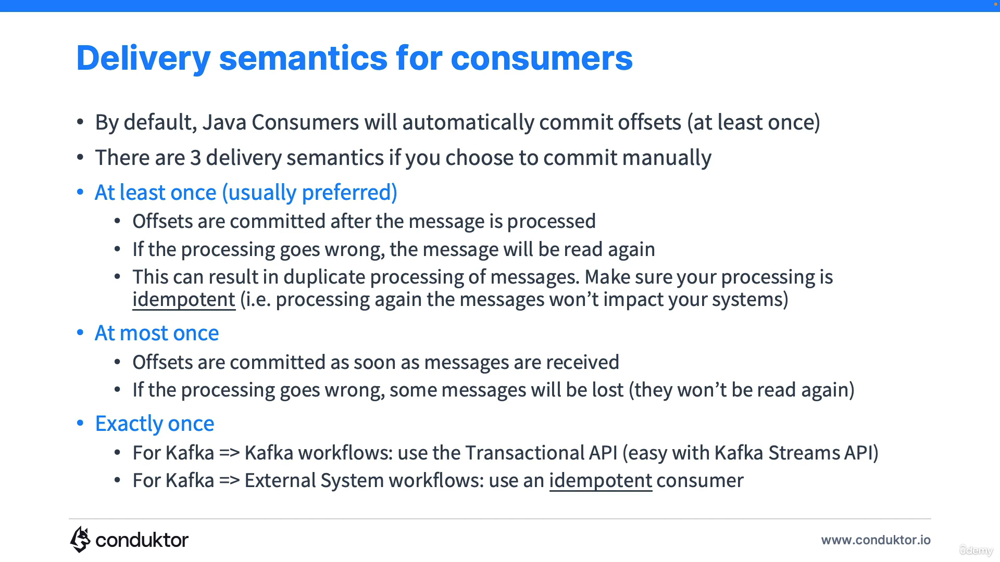 Delivery semantics for consumers
• By default, Java Consumers will automatically commit offsets (at least once)
• There are 3 delivery semantics if you choose to commit manually
• At least once (usually preferred)
• Offsets are committed after the message is processed
• If the processing goes wrong, the message will be read again
• This can result in duplicate processing of messages. Make sure your processing is
idempotent (i.e. processing again the messages won’t impact your systems)
• At most once
• Offsets are committed as soon as messages are received
• If the processing goes wrong, some messages will be lost (they won’t be read again)
• Exactly once
• For Kafka => Kafka workflows: use the Transactional API (easy with Kafka Streams API)
• For Kafka => External System workflows: use an idempotent consumer
conduktor
www.conduktor.io
ûdemy